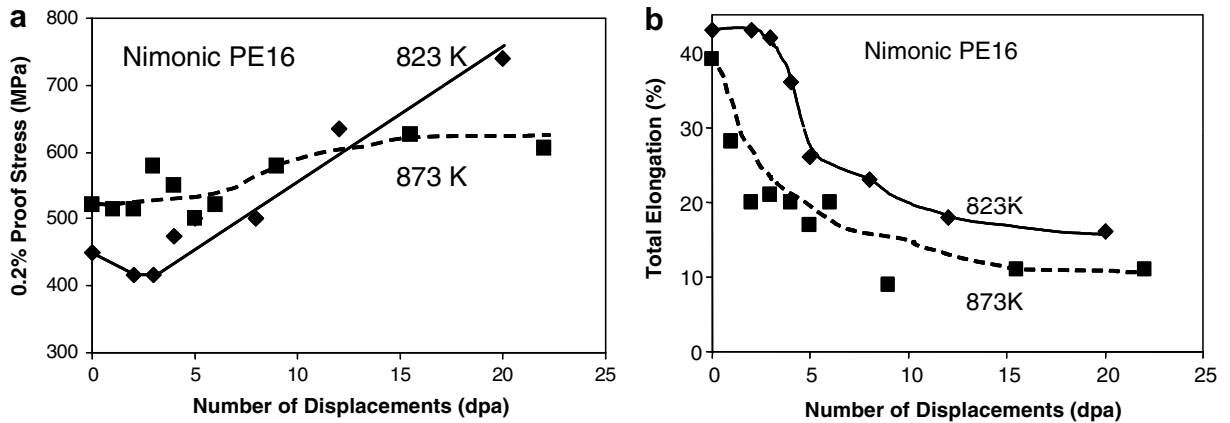 a
800
700
600
500
400
300
0.2% Proof Stress (MPa)
Nimonic PE16
823 K
873 K
0 5 10 15 20 25
Number of Displacements (dpa)
b
40
30
20
10
0
Total Elongation (%)
Nimonic PE16
823K
873K
0 5 10 15 20 25
Number of Displacements (dpa)